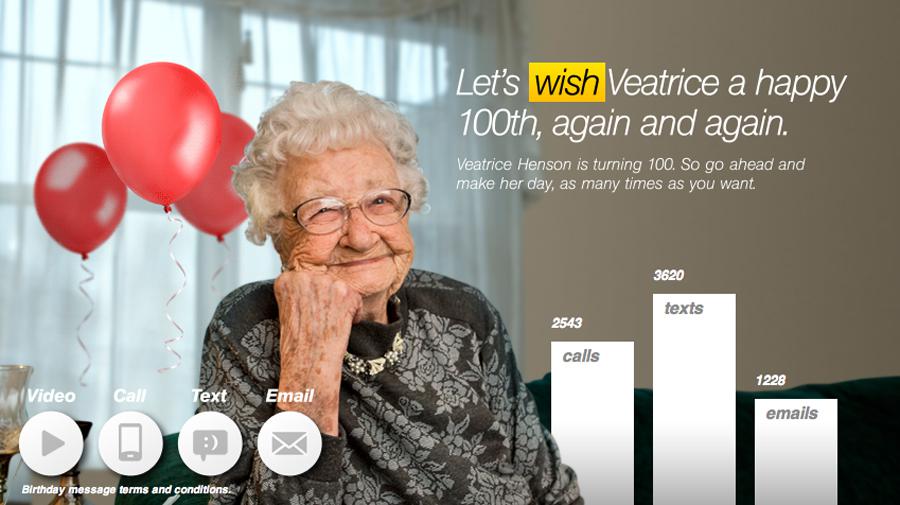 Let's wish Veatrice a happy
100th, again and again.
Veatrice Henson is turning 100. So go ahead and
make her day, as many times as you want.
3620
texts
2543
calls
1228
emails
Video Call Text Email
:)
Birthday message terms and conditions.